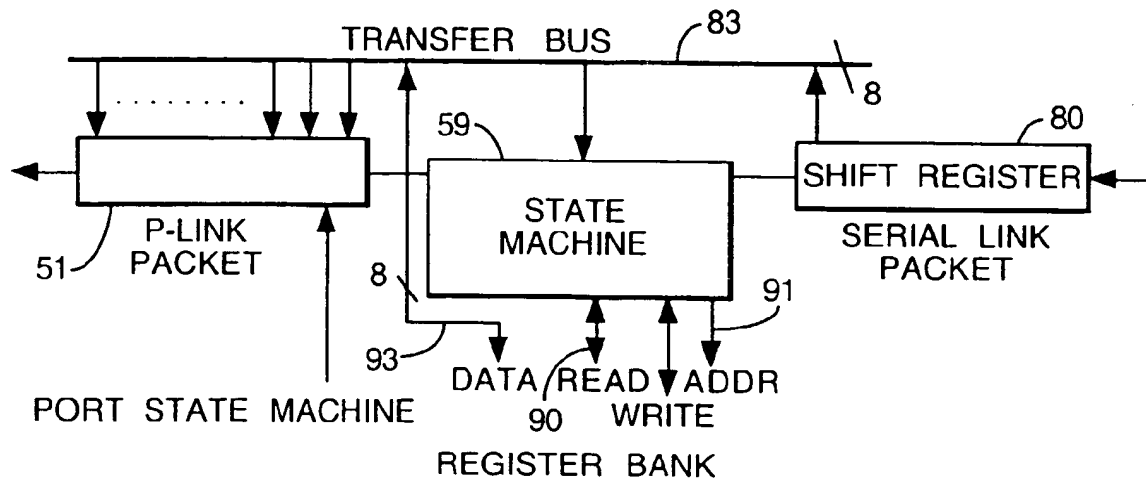 TRANSFER BUS
83
8
59
80
SHIFT REGISTER
STATE
MACHINE
51
P-LINK
PACKET
SERIAL LINK
PACKET
8
91
93
DATA READ ADDR
PORT STATE MACHINE
90
WRITE
REGISTER BANK